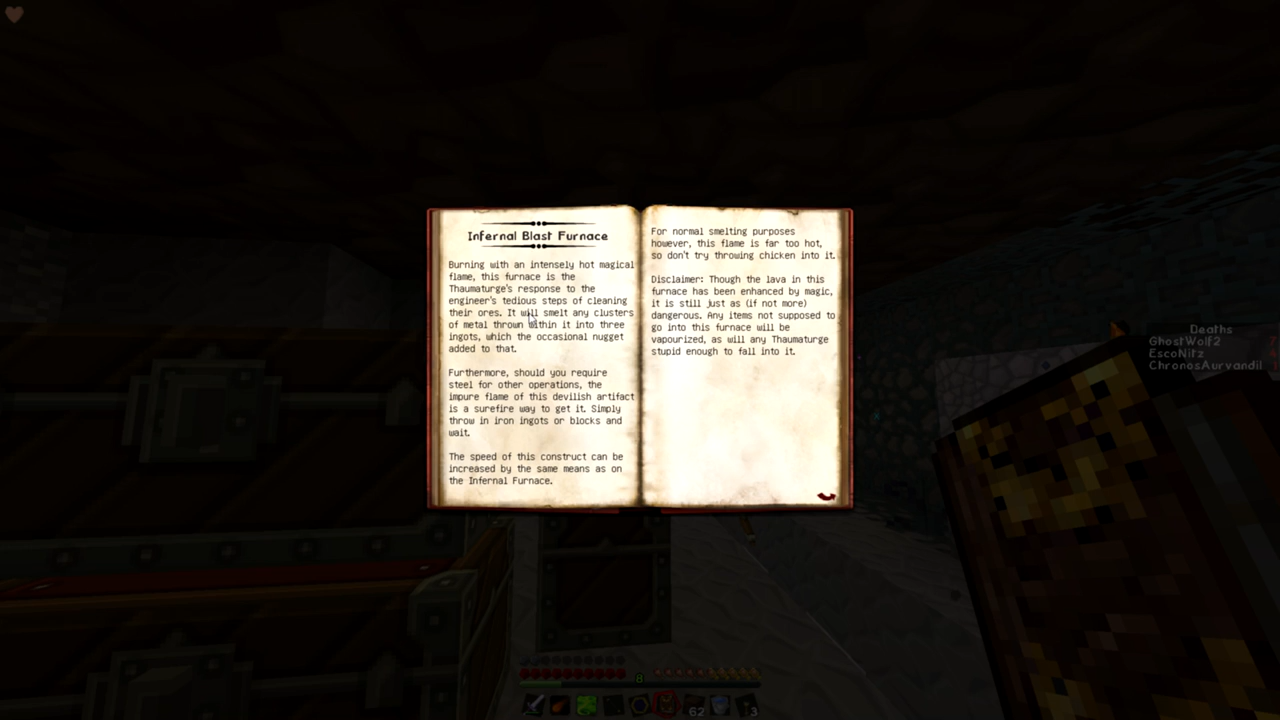 Infernal Blast Furnace
Burning with an intensely hot magical
flame, this furnace is the
Thaumaturge's response to the
engineer's tedious steps of cleaning
their ores. It will smelt any clusters
of metal thrown within it into three
ingots, which the occasional nugget
added to that.
Furthermore, should you require
steel for other operations, the
impure flame of this devilish artifact
is a surefire way to get it. Simply
throw in iron ingots or blocks and
wait.
The speed of this construct can be
increased by the same means as on
the Infernal Furnace.
For normal smelting purposes
however, this flame is far too hot,
so don't try throwing chicken into it.
Disclaimer: Though the lava in this
furnace has been enhanced by magic,
it is still just as (if not more)
dangerous. Any items not supposed to
go into this furnace will be
vapourized, as will any Thaumaturge
stupid enough to fall into it.
Deaths
GhostWolf2
EscoNitz
ChronosAurvandil
8
62
3